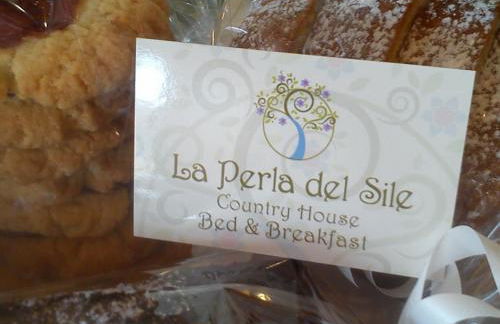 La Perla del Sile
Country House
Bed & Breakfast